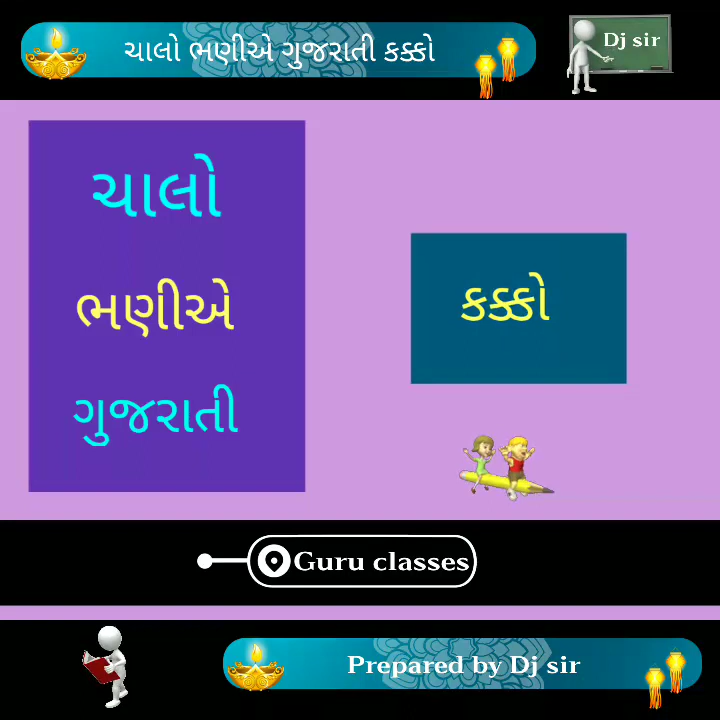 ચાલો ભણીએ ગુજરાતી કક્કો
Dj sir
ચાલો
ભણીએ
ગુજરાતી
કક્કો
Guru classes
Prepared by Dj sir